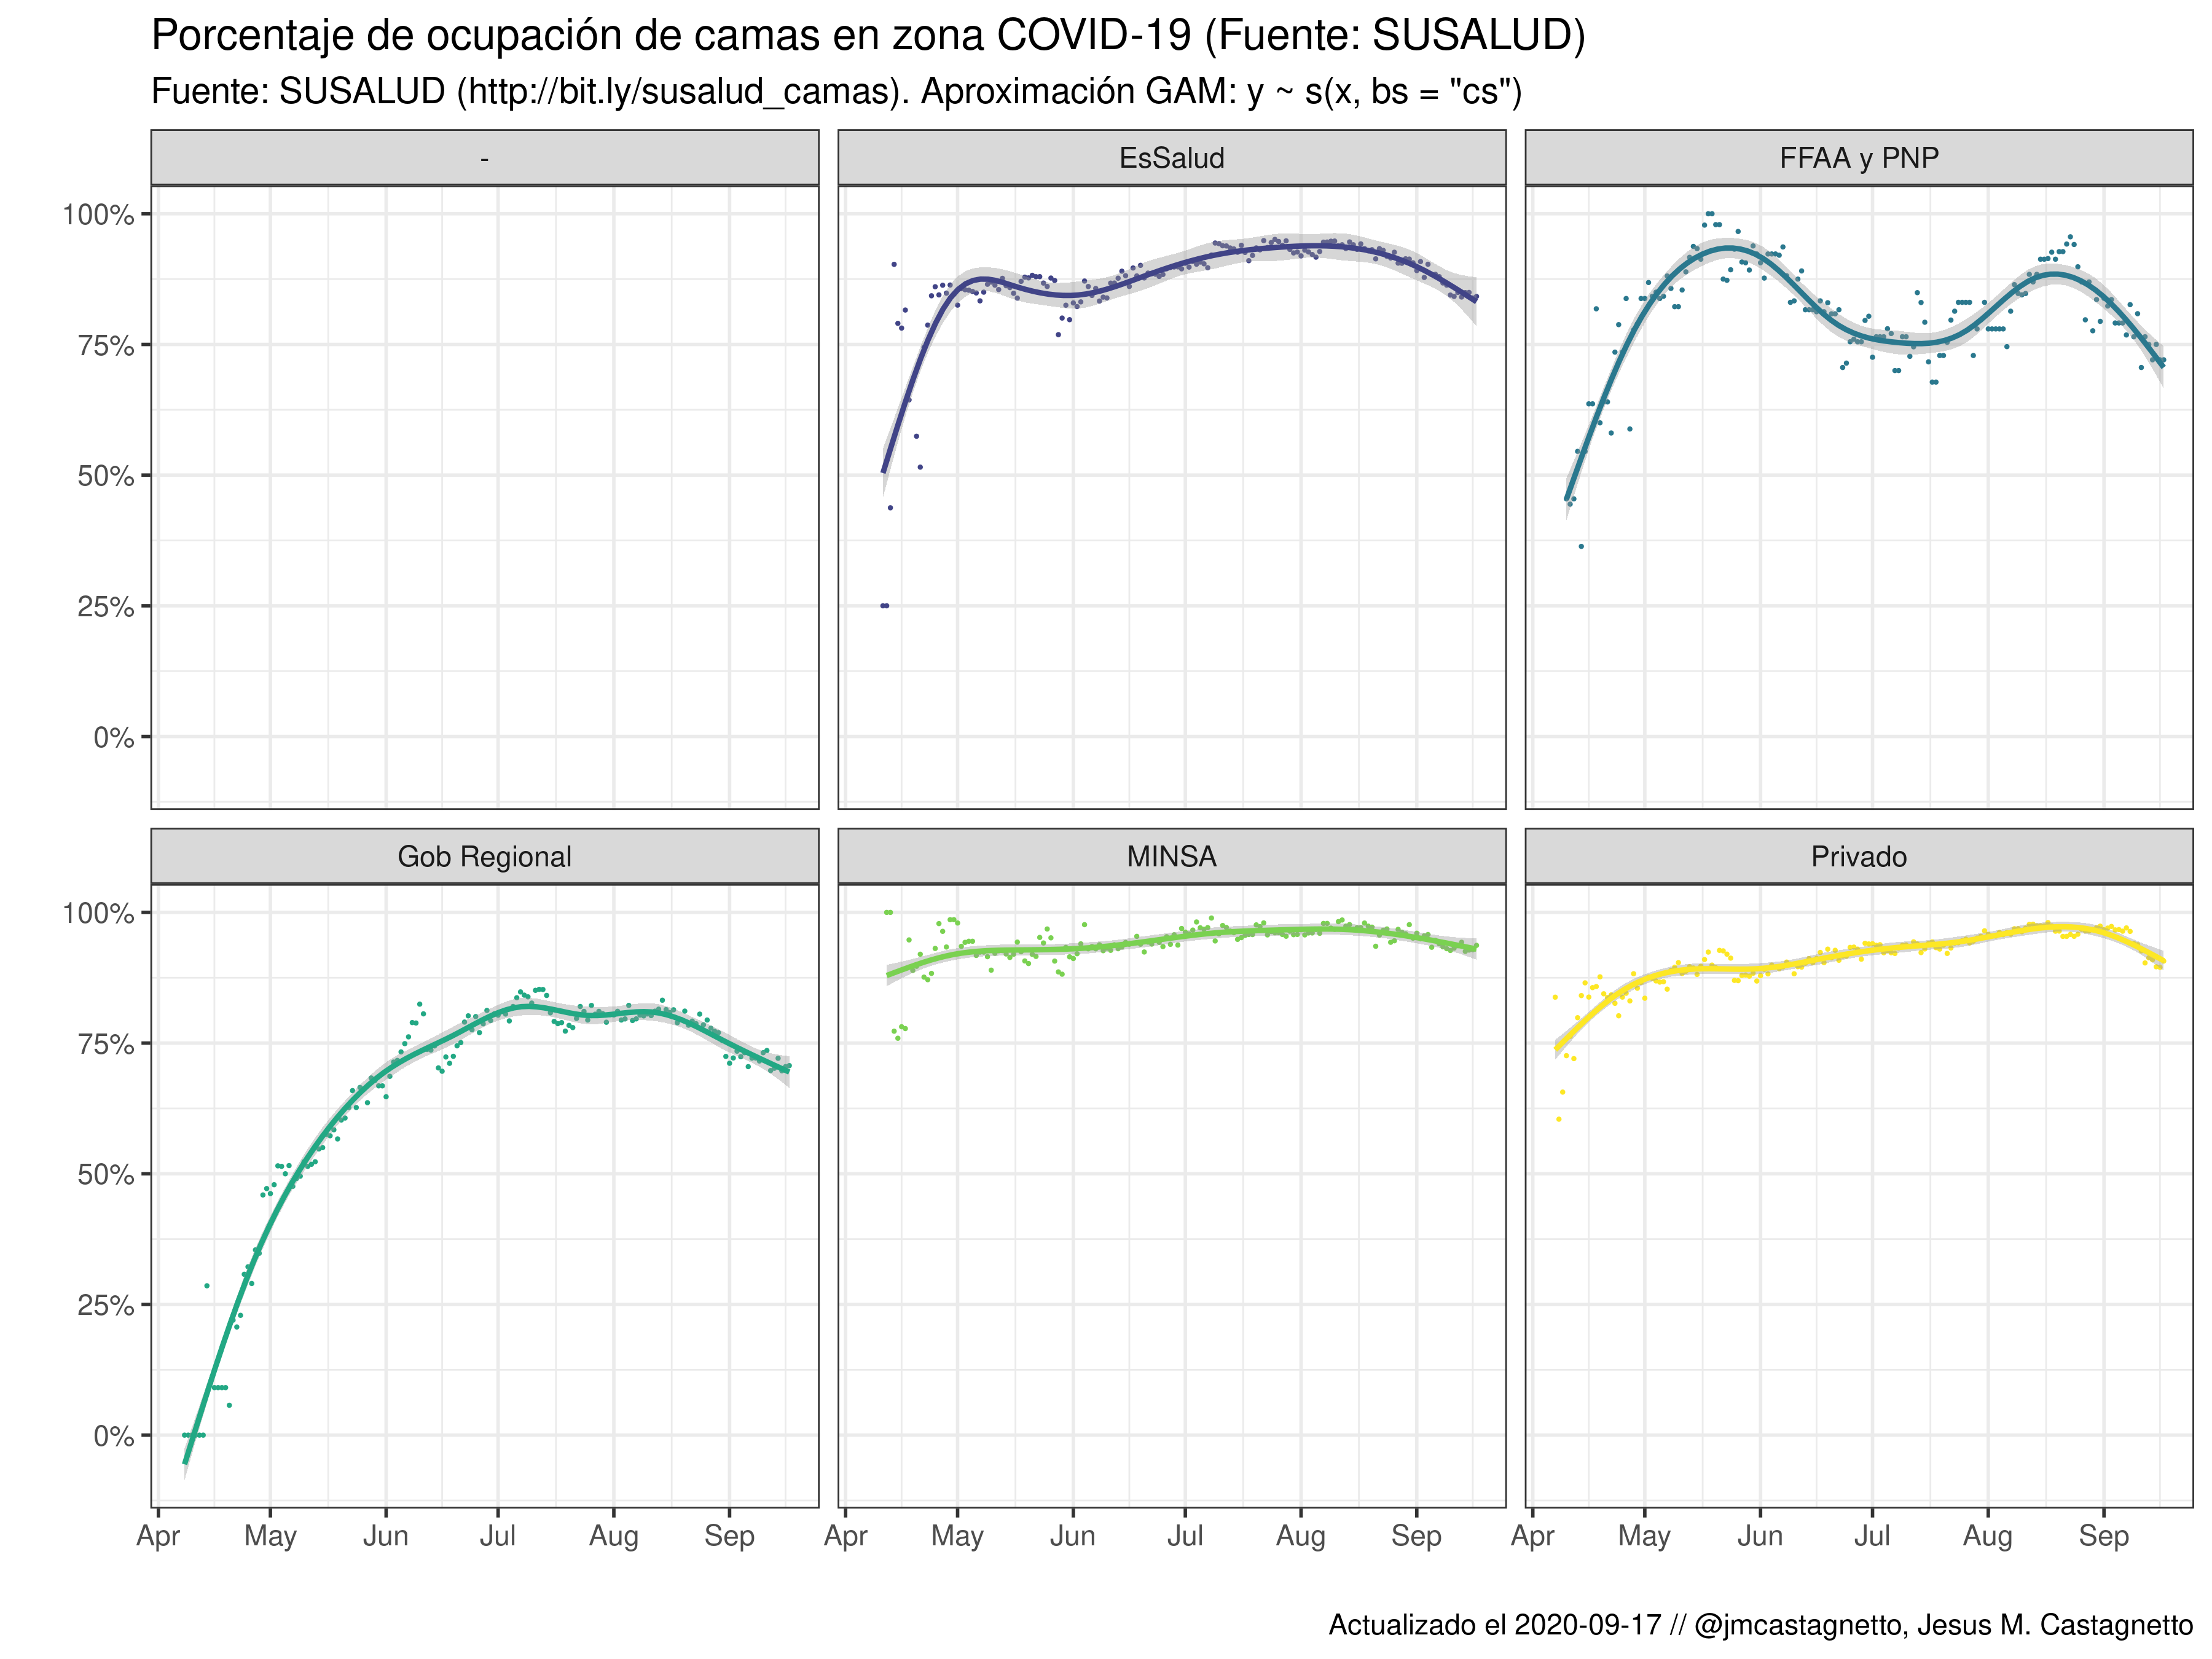 Porcentaje de ocupación de camas en zona COVID-19 (Fuente: SUSALUD)
Fuente: SUSALUD (http://bit.ly/susalud_camas). Aproximación GAM: y ~ s(x, bs = "cs")
-
EsSalud
FFAA y PNP
100%
75%
50%
25%
0%
Gob Regional
MINSA
Privado
100%
75%
50%
25%
0%
Apr May Jun Jul Aug Sep
Apr May Jun Jul Aug Sep
Apr May Jun Jul Aug Sep
Actualizado el 2020-09-17 // @jmcastagnetto, Jesus M. Castagnetto